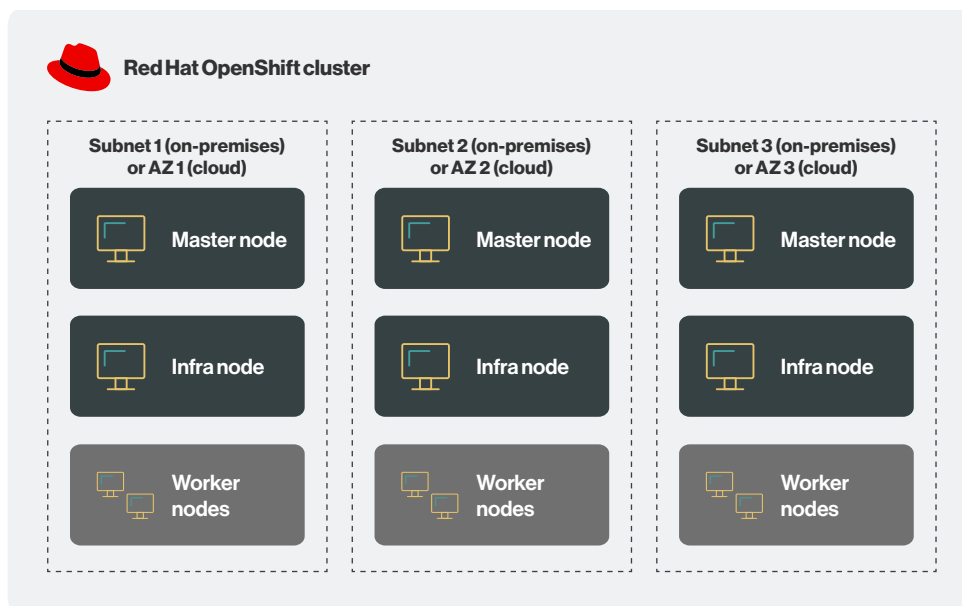 Red Hat OpenShift cluster
Subnet 1 (on-premises)
or AZ 1 (cloud)
Master node
Infra node
Worker
nodes
Subnet 2 (on-premises)
or AZ 2 (cloud)
Master node
Infra node
Worker
nodes
Subnet 3 (on-premises)
or AZ 3 (cloud)
Master node
Infra node
Worker
nodes